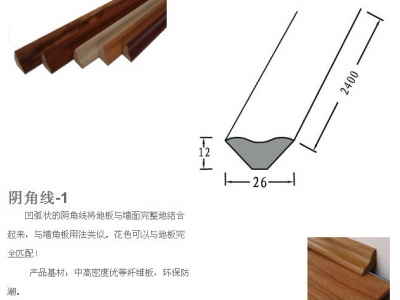 2400
12
26
阴角线-1
凹弧状的阴角线将地板与墙面完整地结合
起来；与墙角板用法类似。花色可以与地板完
全匹配！
产品基材：中高密度优等纤维板，环保防
潮。